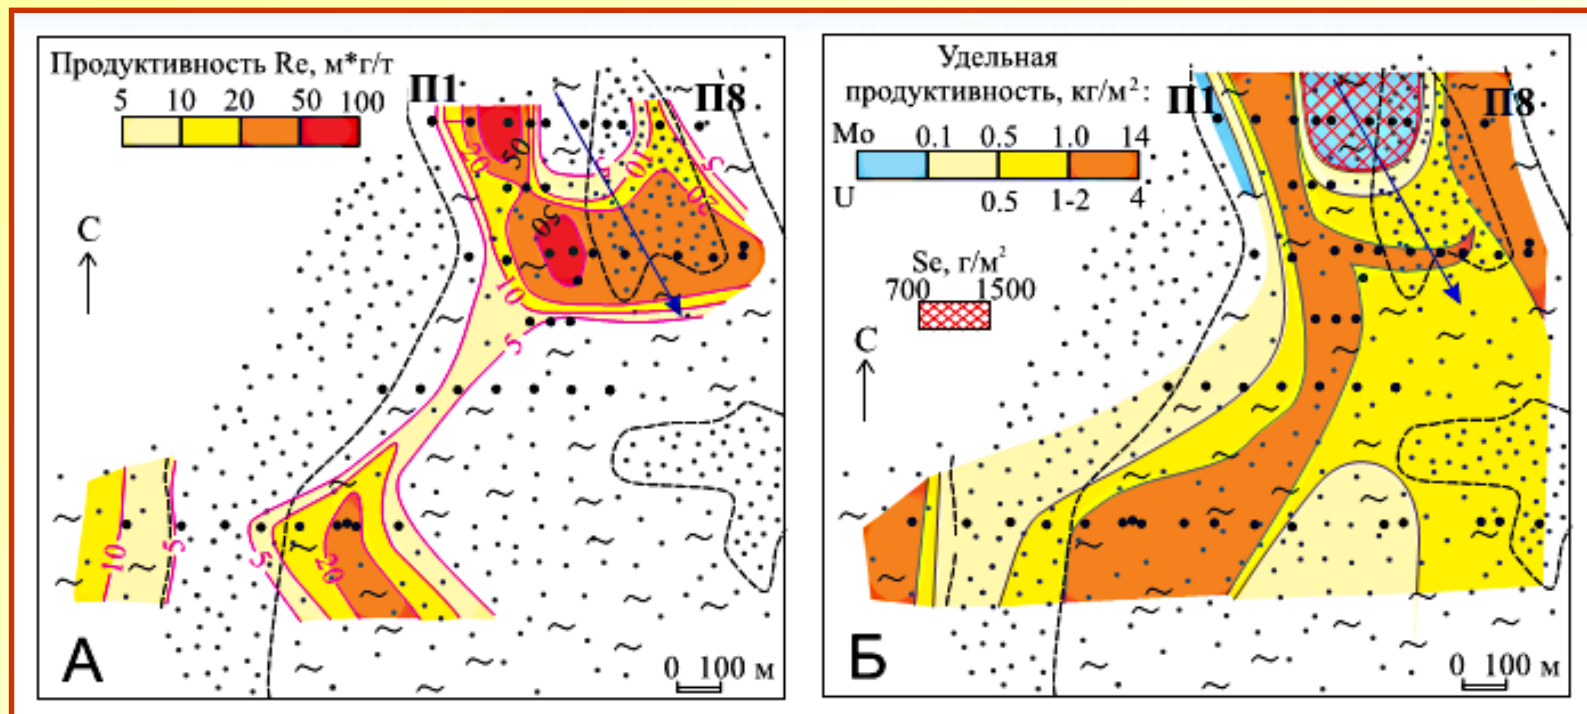 Продуктивность Re, м*г/т
5 10 20 50 100
П1
П8
С
20
50
10
5
20
50
10
5
10
5
5
20
А
0 100 м
Удельная
продуктивность, кг/м²:
Mo 0.1 0.5 1.0 14
U 0.5 1-2 4
П1
П8
Se, г/м²
700 1500
С
Б
0 100 м